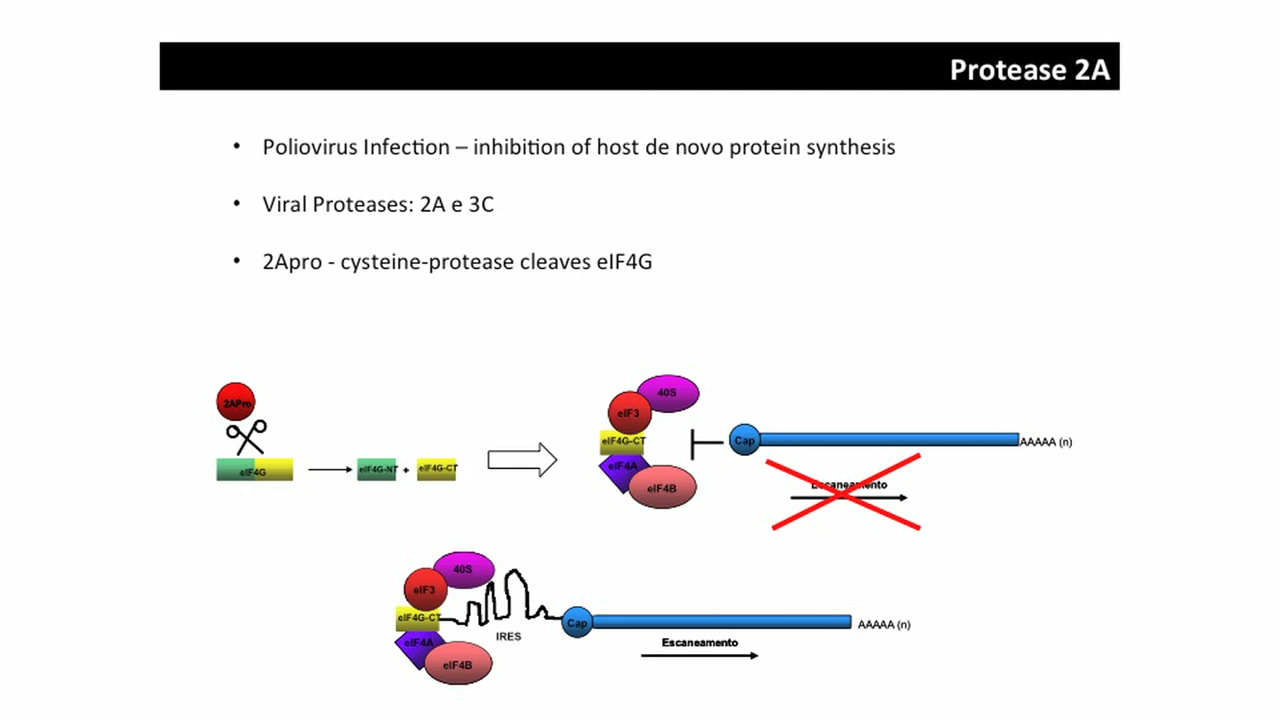 Protease 2A
• Poliovirus Infection – inhibition of host de novo protein synthesis
• Viral Proteases: 2A e 3C
• 2Apro - cysteine-protease cleaves eIF4G
2APro
eIF4G
eIF4G-NT + eIF4G-CT
40S
eIF3
eIF4G-CT
eIF4A
eIF4B
Cap
AAAAA (n)
Escaneamento
40S
eIF3
eIF4G-CT
eIF4A
eIF4B
IRES
Cap
AAAAA (n)
Escaneamento